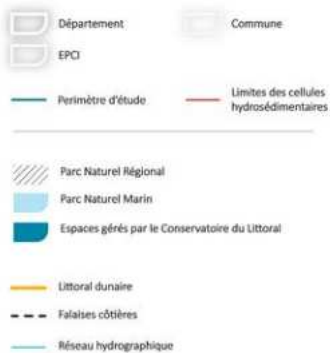 Département
Commune
EPCI
Perimètre d'étude
Limites des cellules
hydrosédimentaires
Parc Naturel Régional
Parc Naturel Marin
Espaces gérés par le Conservatoire du Littoral
Littoral dunaire
Falaises côtières
Réseau hydrographique